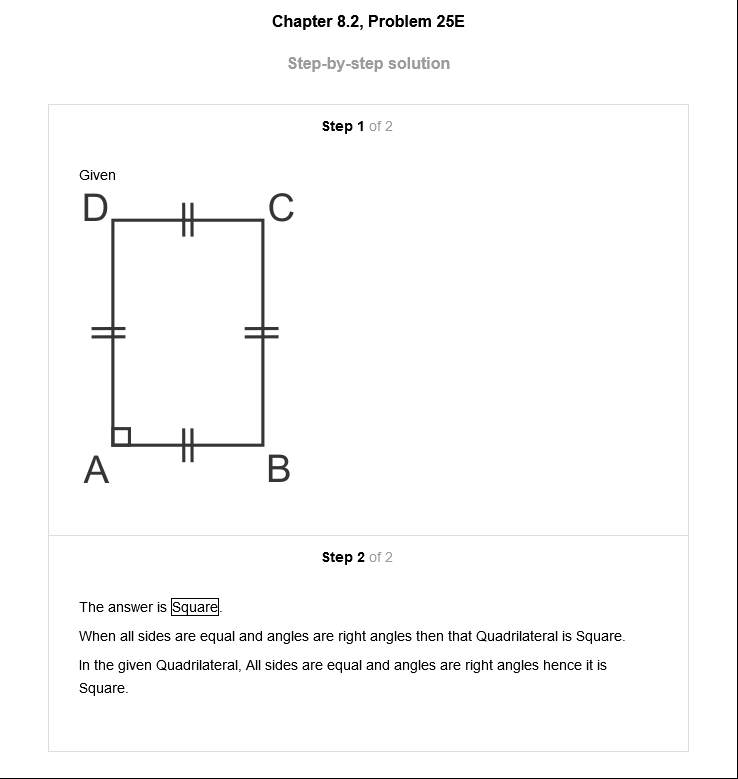 Chapter 8.2, Problem 25E
Step-by-step solution
Step 1 of 2
Given
D C
A B
Step 2 of 2
The answer is Square.
When all sides are equal and angles are right angles then that Quadrilateral is Square.
In the given Quadrilateral, All sides are equal and angles are right angles hence it is
Square.